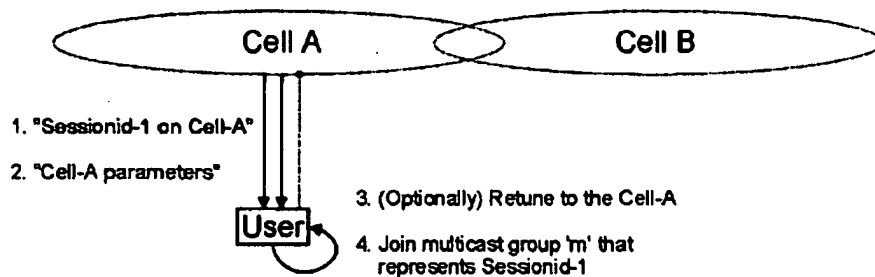 Cell A
Cell B
1. "Sessionid-1 on Cell-A"
2. "Cell-A parameters"
User
3. (Optionally) Retune to the Cell-A
4. Join multicast group 'm' that
represents Sessionid-1